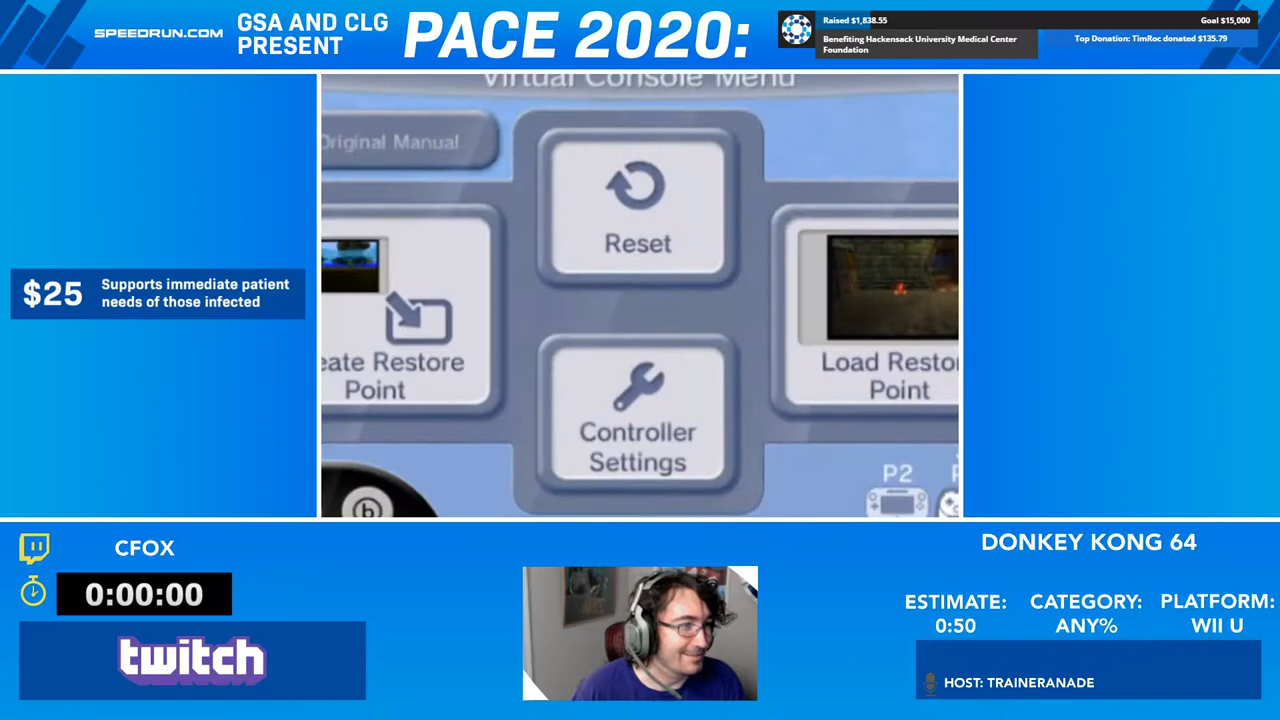 SPEEDRUN.COM
GSA AND CLG
PRESENT
PACE 2020:
Raised $1,838.55
Goal $15,000
Benefiting Hackensack University Medical Center
Foundation
Top Donation: TimRoc donated $135.79
Virtual Console Menu
Original Manual
Reset
$25
Supports immediate patient
needs of those infected
eate Restore
Point
Load Resto
Point
Controller
Settings
P2
b
CFOX
0:00:00
twitch
DONKEY KONG 64
ESTIMATE:
0:50
CATEGORY:
ANY%
PLATFORM:
WII U
HOST: TRAINERANADE